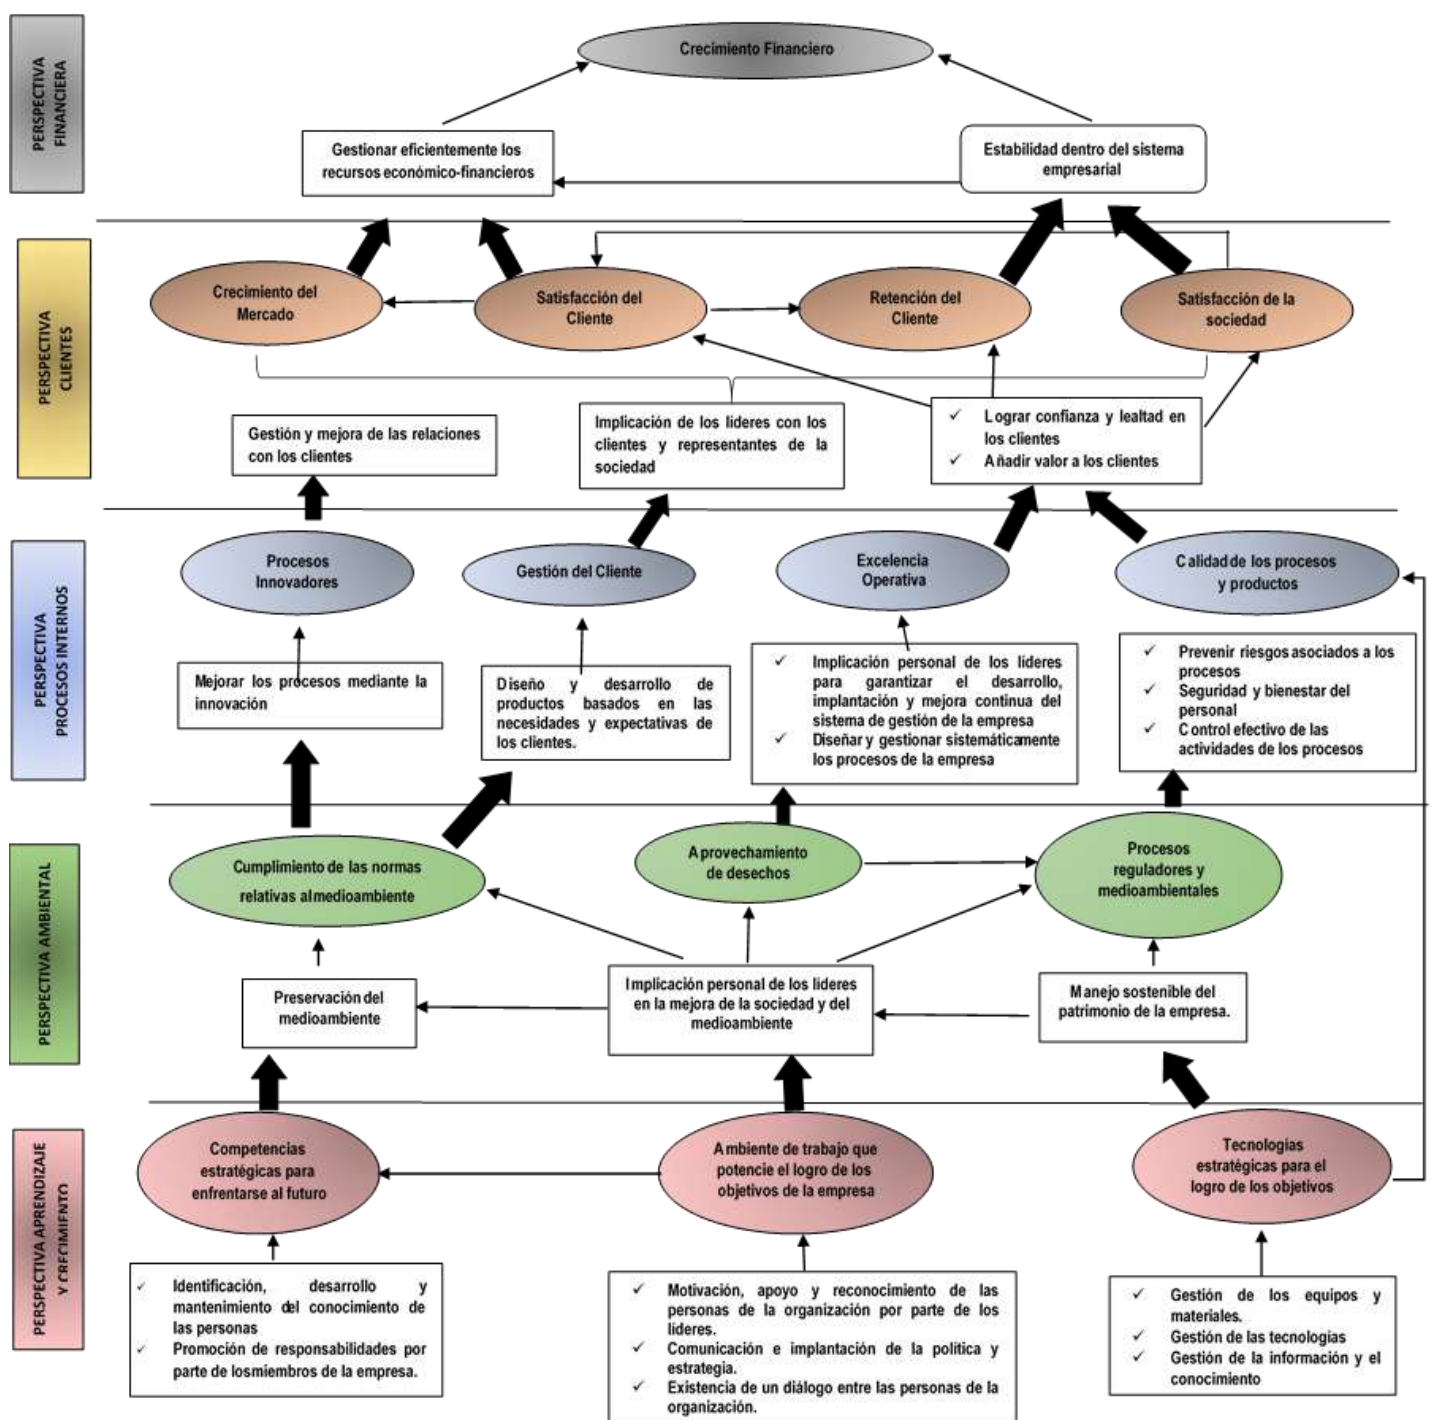 PERSPECTIVA
FINANCIERA
Crecimiento Financiero
Gestionar eficientemente los
recursos económico-financieros
Estabilidad dentro del sistema
empresarial
PERSPECTIVA
CLIENTES
Crecimiento del
Mercado
Satisfacción del
Cliente
Retención del
Cliente
Satisfacción de la
sociedad
Gestión y mejora de las relaciones
con los clientes
Implicación de los líderes con los
clientes y representantes de la
sociedad
✓ Lograr confianza y lealtad en
los clientes
✓ Añadir valor a los clientes
PERSPECTIVA
PROCESOS INTERNOS
Procesos
Innovadores
Gestión del Cliente
Excelencia
Operativa
Calidad de los procesos
y productos
Mejorar los procesos mediante la
innovación
Diseño y desarrollo de
productos basados en las
necesidades y expectativas de
los clientes.
✓ Implicación personal de los líderes
para garantizar el desarrollo,
implantación y mejora continua del
sistema de gestión de la empresa
✓ Diseñar y gestionar sistemáticamente
los procesos de la empresa
✓ Prevenir riesgos asociados a los
procesos
✓ Seguridad y bienestar del
personal
✓ Control efectivo de las
actividades de los procesos
PERSPECTIVA AMBIENTAL
Cumplimiento de las normas
relativas al medioambiente
Aprovechamiento
de desechos
Procesos
reguladores y
medioambientales
Preservación del
medioambiente
Implicación personal de los líderes
en la mejora de la sociedad y del
medioambiente
Manejo sostenible del
patrimonio de la empresa.
PERSPECTIVA APRENDIZAJE
Y CRECIMIENTO
Competencias
estratégicas para
enfrentarse al futuro
Ambiente de trabajo que
potencie el logro de los
objetivos de la empresa
Tecnologías
estratégicas para el
logro de los objetivos
✓ Identificación, desarrollo y
mantenimiento del conocimiento de
las personas
✓ Promoción de responsabilidades por
parte de losmiembros de la empresa.
✓ Motivación, apoyo y reconocimiento de las
personas de la organización por parte de los
líderes.
✓ Comunicación e implantación de la política y
estrategia.
✓ Existencia de un diálogo entre las personas de la
organización.
✓ Gestión de los equipos y
materiales.
✓ Gestión de las tecnologías
✓ Gestión de la información y el
conocimiento